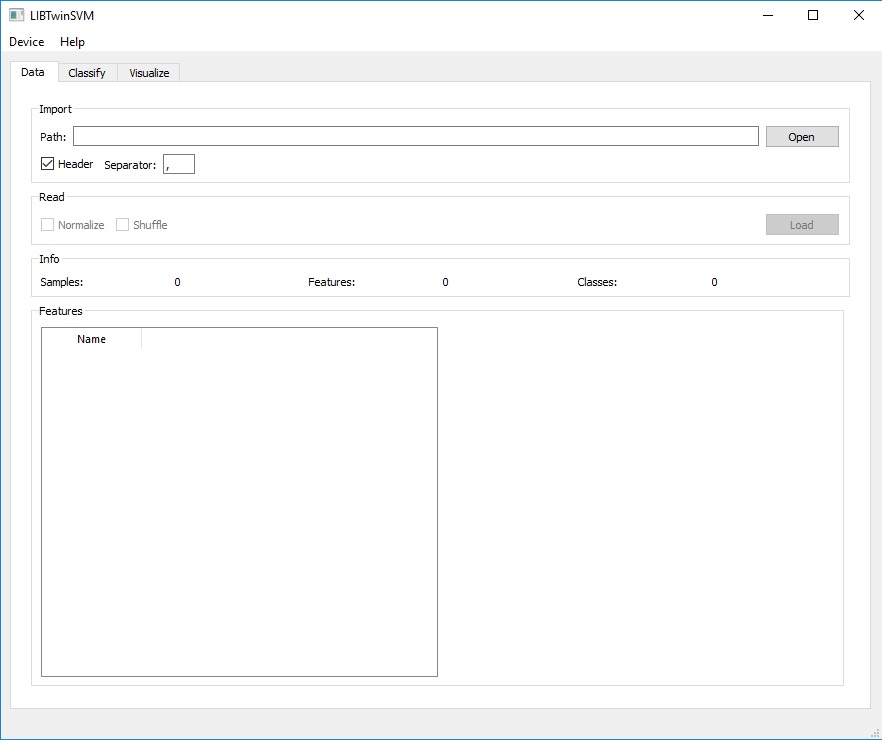 LIBTwinSVM
Device Help
Data Classify Visualize
Import
Path: Open
Header Separator: ,
Read
Normalize Shuffle Load
Info
Samples: 0 Features: 0 Classes: 0
Features
Name